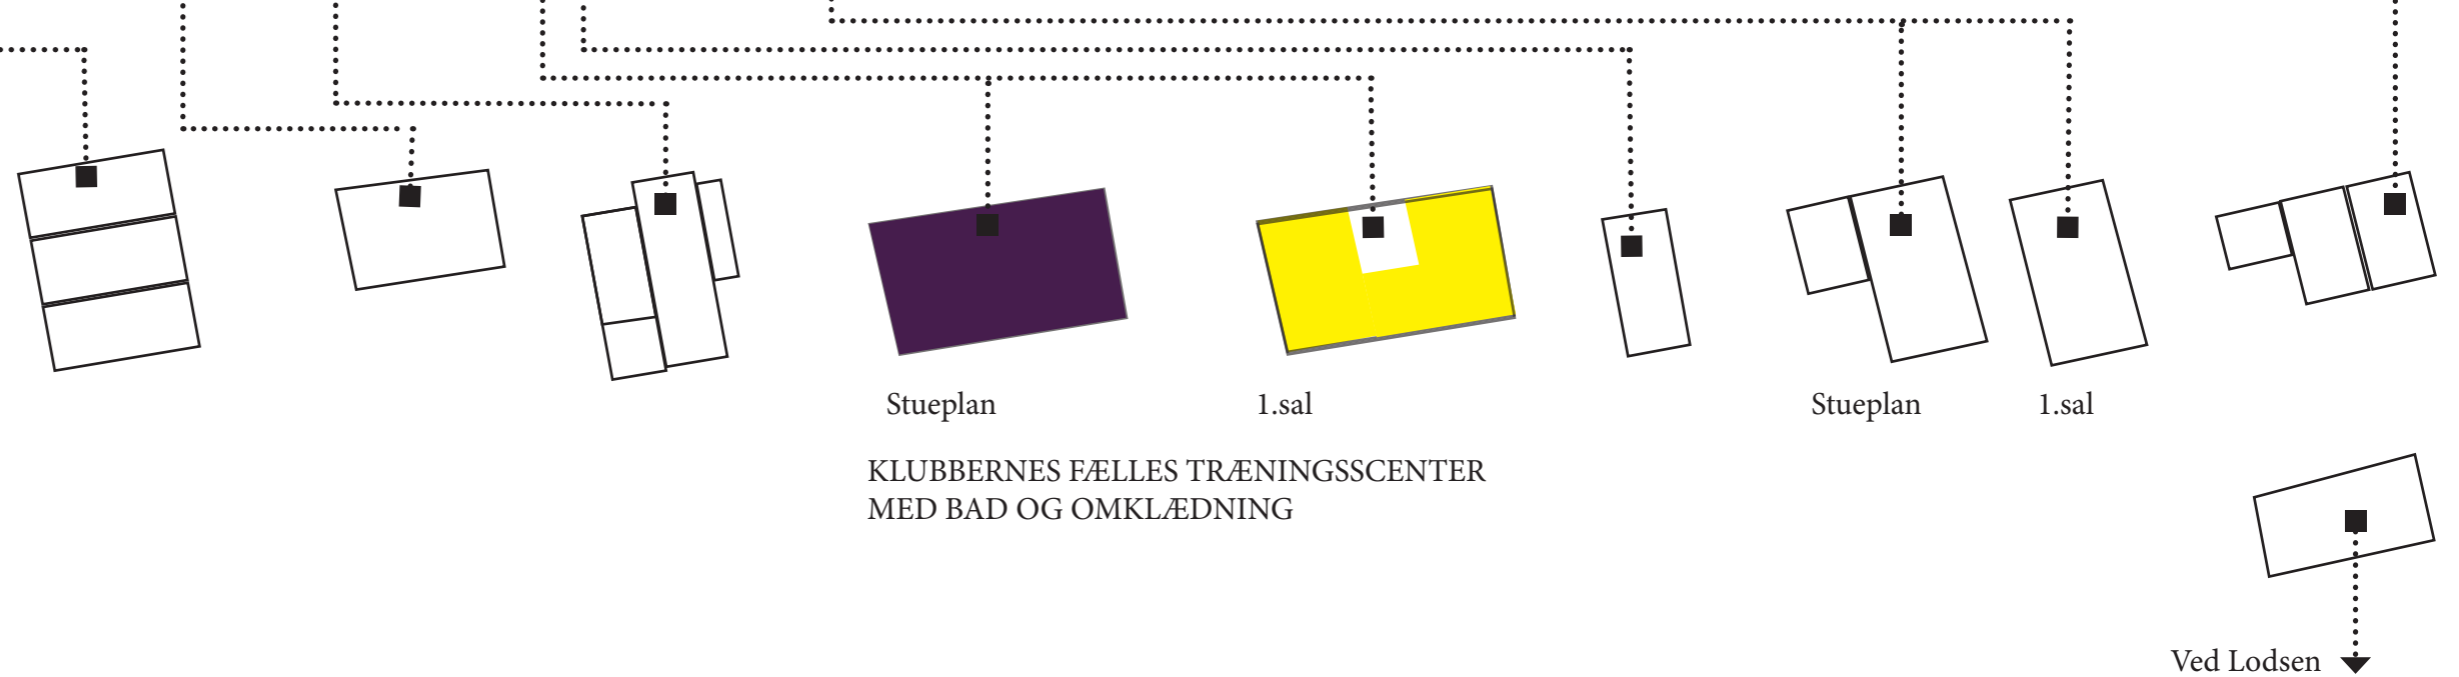 Stueplan
1.sal
Stueplan
1.sal
KLUBBERNES FÆLLES TRÆNINGSSCENTER
MED BAD OG OMKLÆDNING
Ved Lodsen